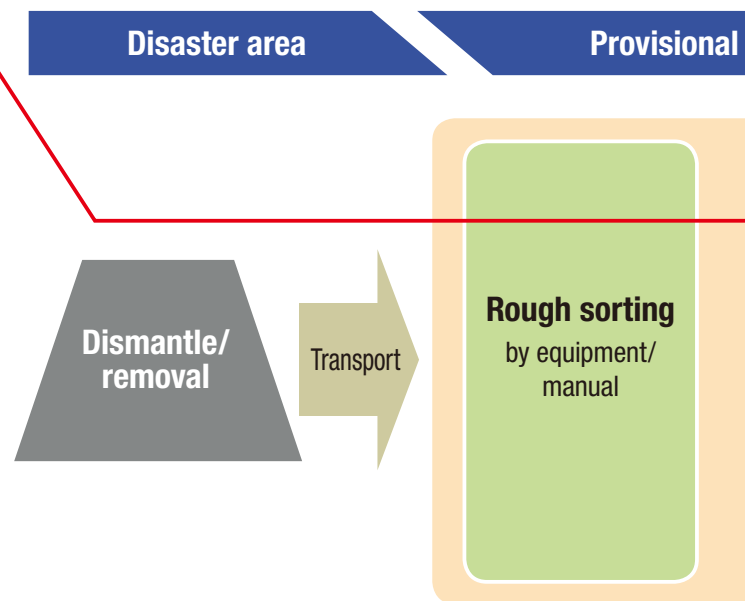 Disaster area
Provisional
Dismantle/
removal
Transport
Rough sorting
by equipment/
manual